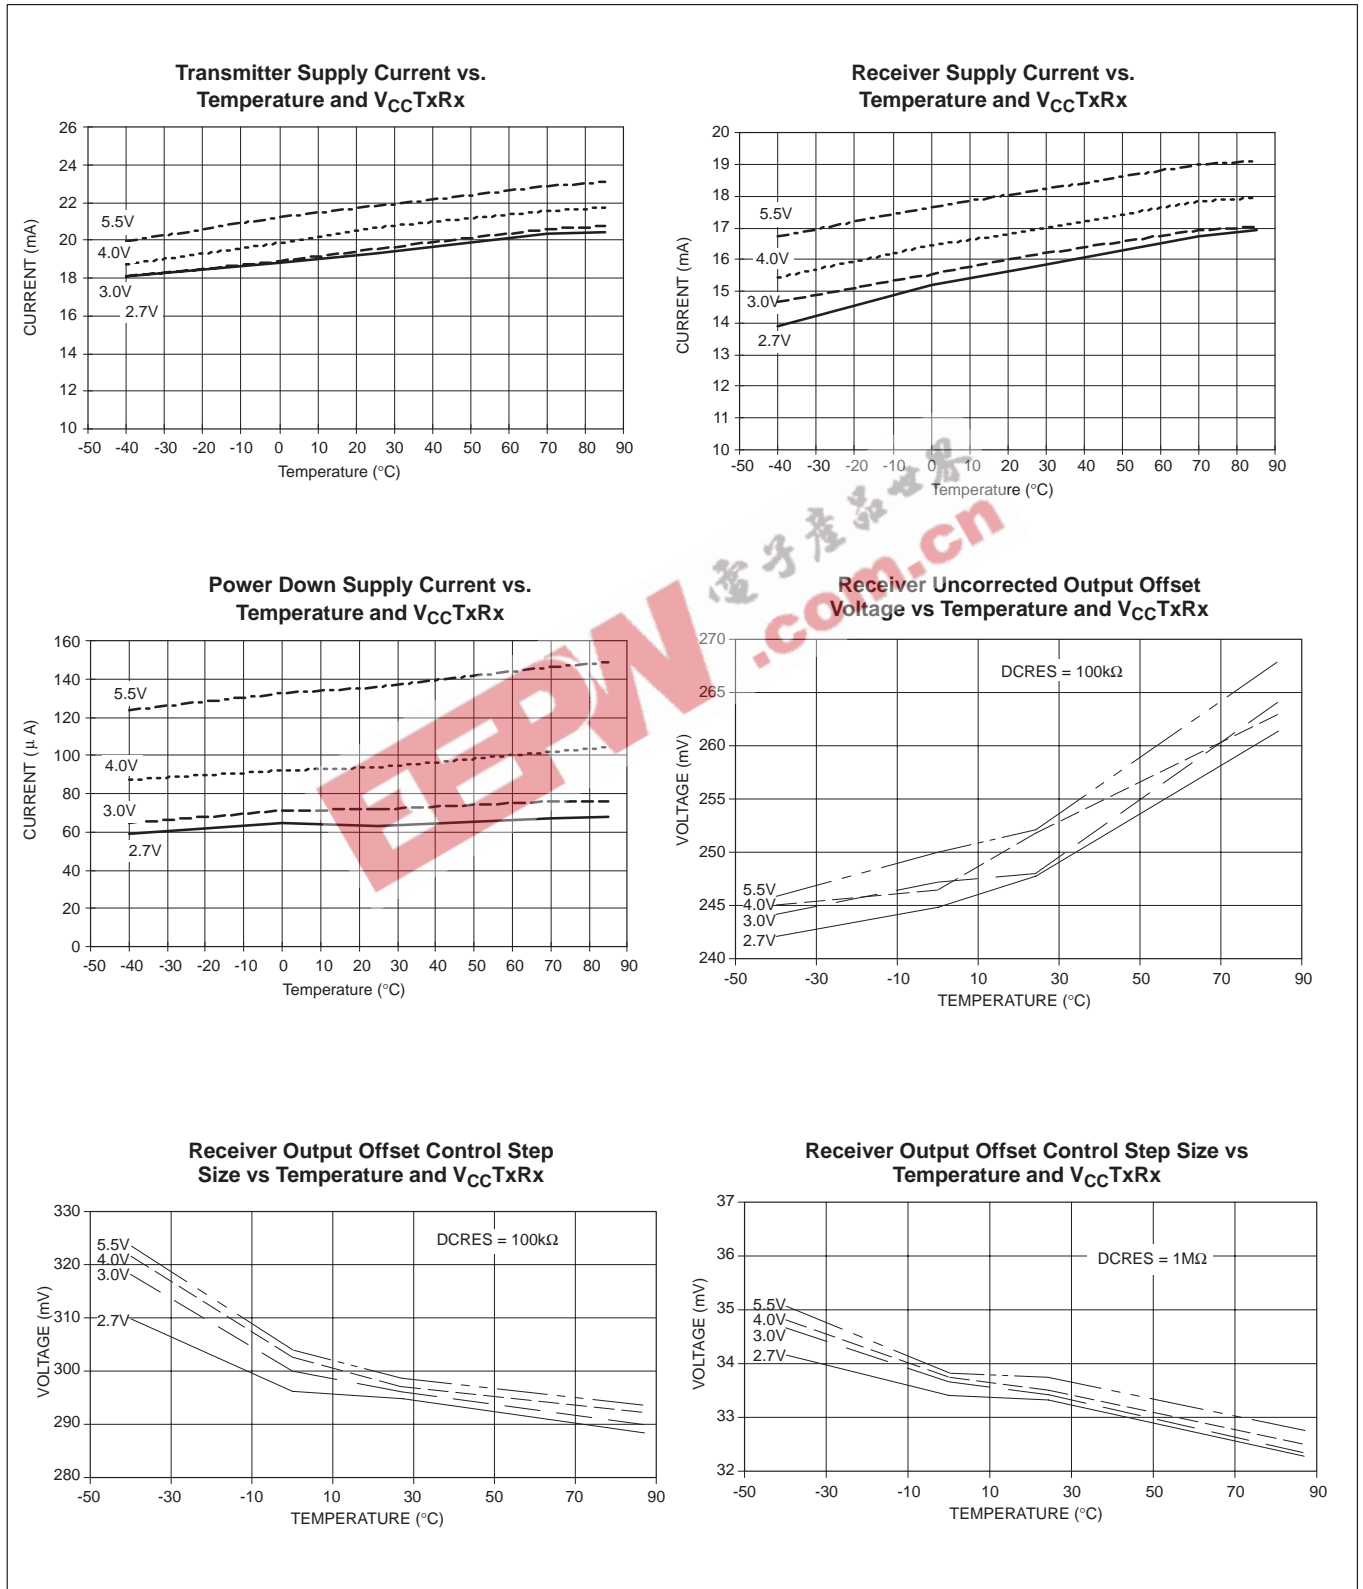 Transmitter Supply Current vs.
Temperature and VCCTxRx
26
24
22
20
18
16
14
12
10
CURRENT (mA)
5.5V
4.0V
3.0V
2.7V
-50 -40 -30 -20 -10 0 10 20 30 40 50 60 70 80 90
Temperature (°C)
Receiver Supply Current vs.
Temperature and VCCTxRx
20
19
18
17
16
15
14
13
12
11
10
CURRENT (mA)
5.5V
4.0V
3.0V
2.7V
-50 -40 -30 -20 -10 0 10 20 30 40 50 60 70 80 90
Temperature (°C)
Power Down Supply Current vs.
Temperature and VCCTxRx
160
140
120
100
80
60
40
20
0
CURRENT (μ A)
5.5V
4.0V
3.0V
2.7V
-50 -40 -30 -20 -10 0 10 20 30 40 50 60 70 80 90
Temperature (°C)
Receiver Uncorrected Output Offset
Voltage vs Temperature and VCCTxRx
270
265
260
255
250
245
240
VOLTAGE (mV)
DCRES = 100kΩ
5.5V
4.0V
3.0V
2.7V
-50 -30 -10 10 30 50 70 90
TEMPERATURE (°C)
EEPW
電子產品世界
.com.cn
Receiver Output Offset Control Step
Size vs Temperature and VCCTxRx
330
320
310
300
290
280
VOLTAGE (mV)
DCRES = 100kΩ
5.5V
4.0V
3.0V
2.7V
-50 -30 -10 10 30 50 70 90
TEMPERATURE (°C)
Receiver Output Offset Control Step Size vs
Temperature and VCCTxRx
37
36
35
34
33
32
VOLTAGE (mV)
DCRES = 1MΩ
5.5V
4.0V
3.0V
2.7V
-50 -30 -10 10 30 50 70 90
TEMPERATURE (°C)